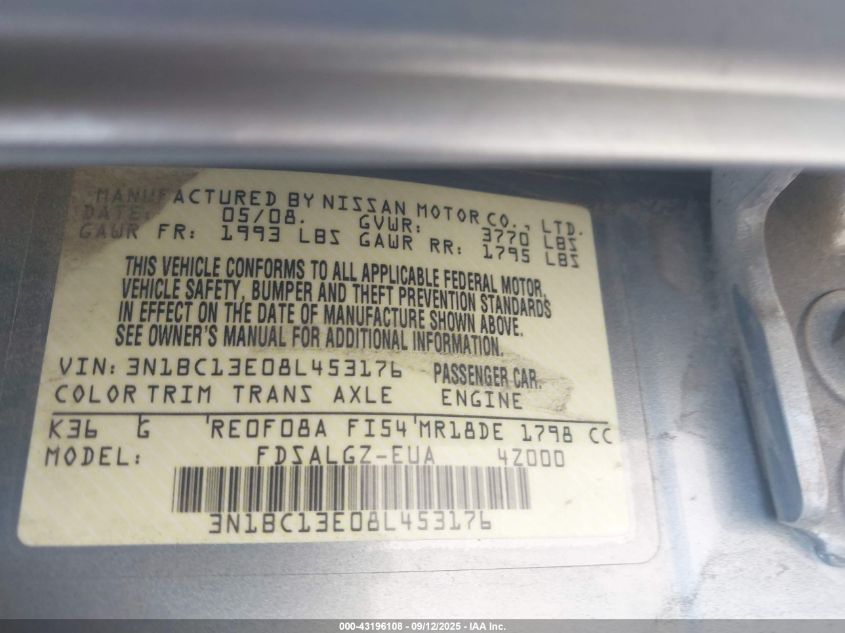 MANUFACTURED BY NISSAN MOTOR CO., LTD.
DATE: 05/08. GVWR: 3770 LBS
GAWR FR: 1993 LBS GAWR RR: 1795 LBS
THIS VEHICLE CONFORMS TO ALL APPLICABLE FEDERAL MOTOR
VEHICLE SAFETY, BUMPER AND THEFT PREVENTION STANDARDS
IN EFFECT ON THE DATE OF MANUFACTURE SHOWN ABOVE.
SEE OWNER'S MANUAL FOR ADDITIONAL INFORMATION.
VIN: 3N1BC13E08L453176 PASSENGER CAR.
COLOR TRIM TRANS AXLE ENGINE
K36 G RE0F08A FI54 MR18DE 1798 CC
MODEL: FDSALGZ-EUA 4Z000
3N1BC13E08L453176
000-43196108 - 09/12/2025 - IAA Inc.